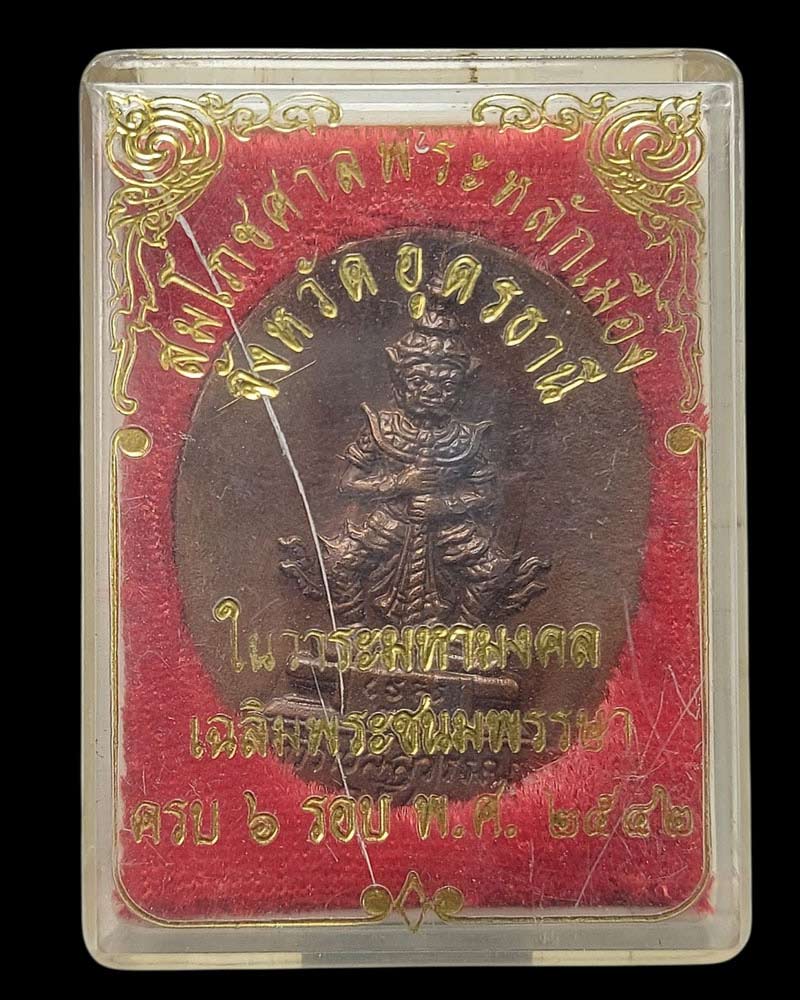 สมโภชศาลพระหลักเมือง
จังหวัดอุดรธานี
ในวาระมหามงคล
เฉลิมพระชนมพรรษา
ครบ ๖ รอบ พ.ศ. ๒๕๔๒